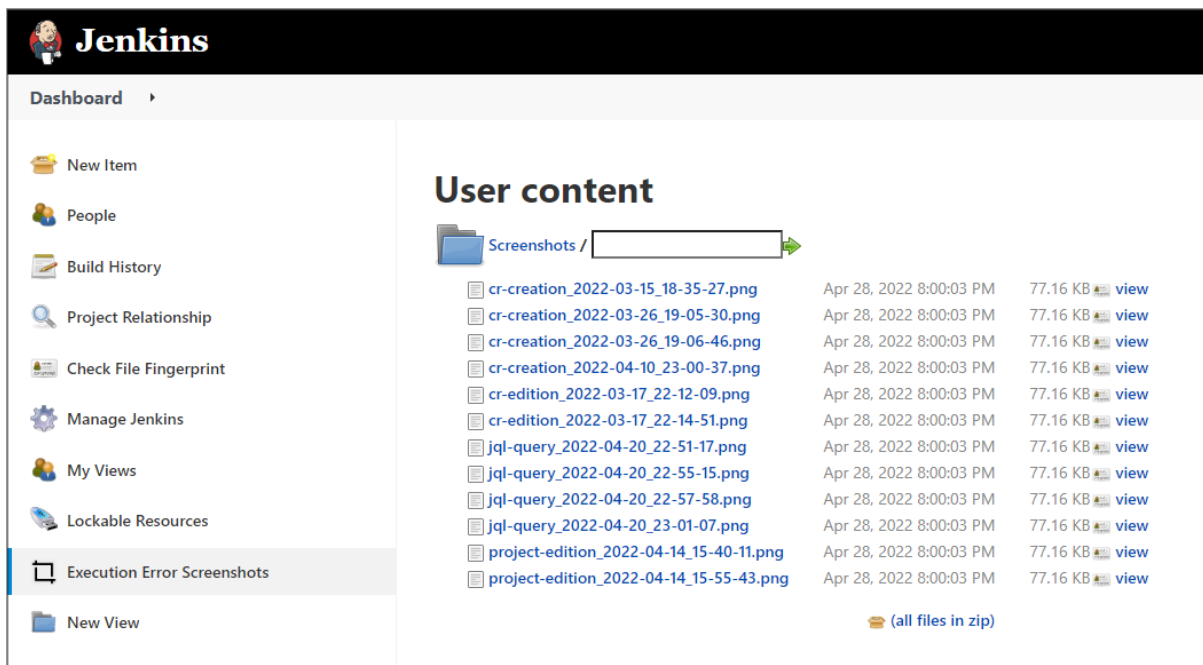 Jenkins
Dashboard
New Item
People
Build History
Project Relationship
Check File Fingerprint
Manage Jenkins
My Views
Lockable Resources
Execution Error Screenshots
New View
User content
Screenshots /
cr-creation_2022-03-15_18-35-27.png Apr 28, 2022 8:00:03 PM 77.16 KB view
cr-creation_2022-03-26_19-05-30.png Apr 28, 2022 8:00:03 PM 77.16 KB view
cr-creation_2022-03-26_19-06-46.png Apr 28, 2022 8:00:03 PM 77.16 KB view
cr-creation_2022-04-10_23-00-37.png Apr 28, 2022 8:00:03 PM 77.16 KB view
cr-edition_2022-03-17_22-12-09.png Apr 28, 2022 8:00:03 PM 77.16 KB view
cr-edition_2022-03-17_22-14-51.png Apr 28, 2022 8:00:03 PM 77.16 KB view
jql-query_2022-04-20_22-51-17.png Apr 28, 2022 8:00:03 PM 77.16 KB view
jql-query_2022-04-20_22-55-15.png Apr 28, 2022 8:00:03 PM 77.16 KB view
jql-query_2022-04-20_22-57-58.png Apr 28, 2022 8:00:03 PM 77.16 KB view
jql-query_2022-04-20_23-01-07.png Apr 28, 2022 8:00:03 PM 77.16 KB view
project-edition_2022-04-14_15-40-11.png Apr 28, 2022 8:00:03 PM 77.16 KB view
project-edition_2022-04-14_15-55-43.png Apr 28, 2022 8:00:03 PM 77.16 KB view
(all files in zip)